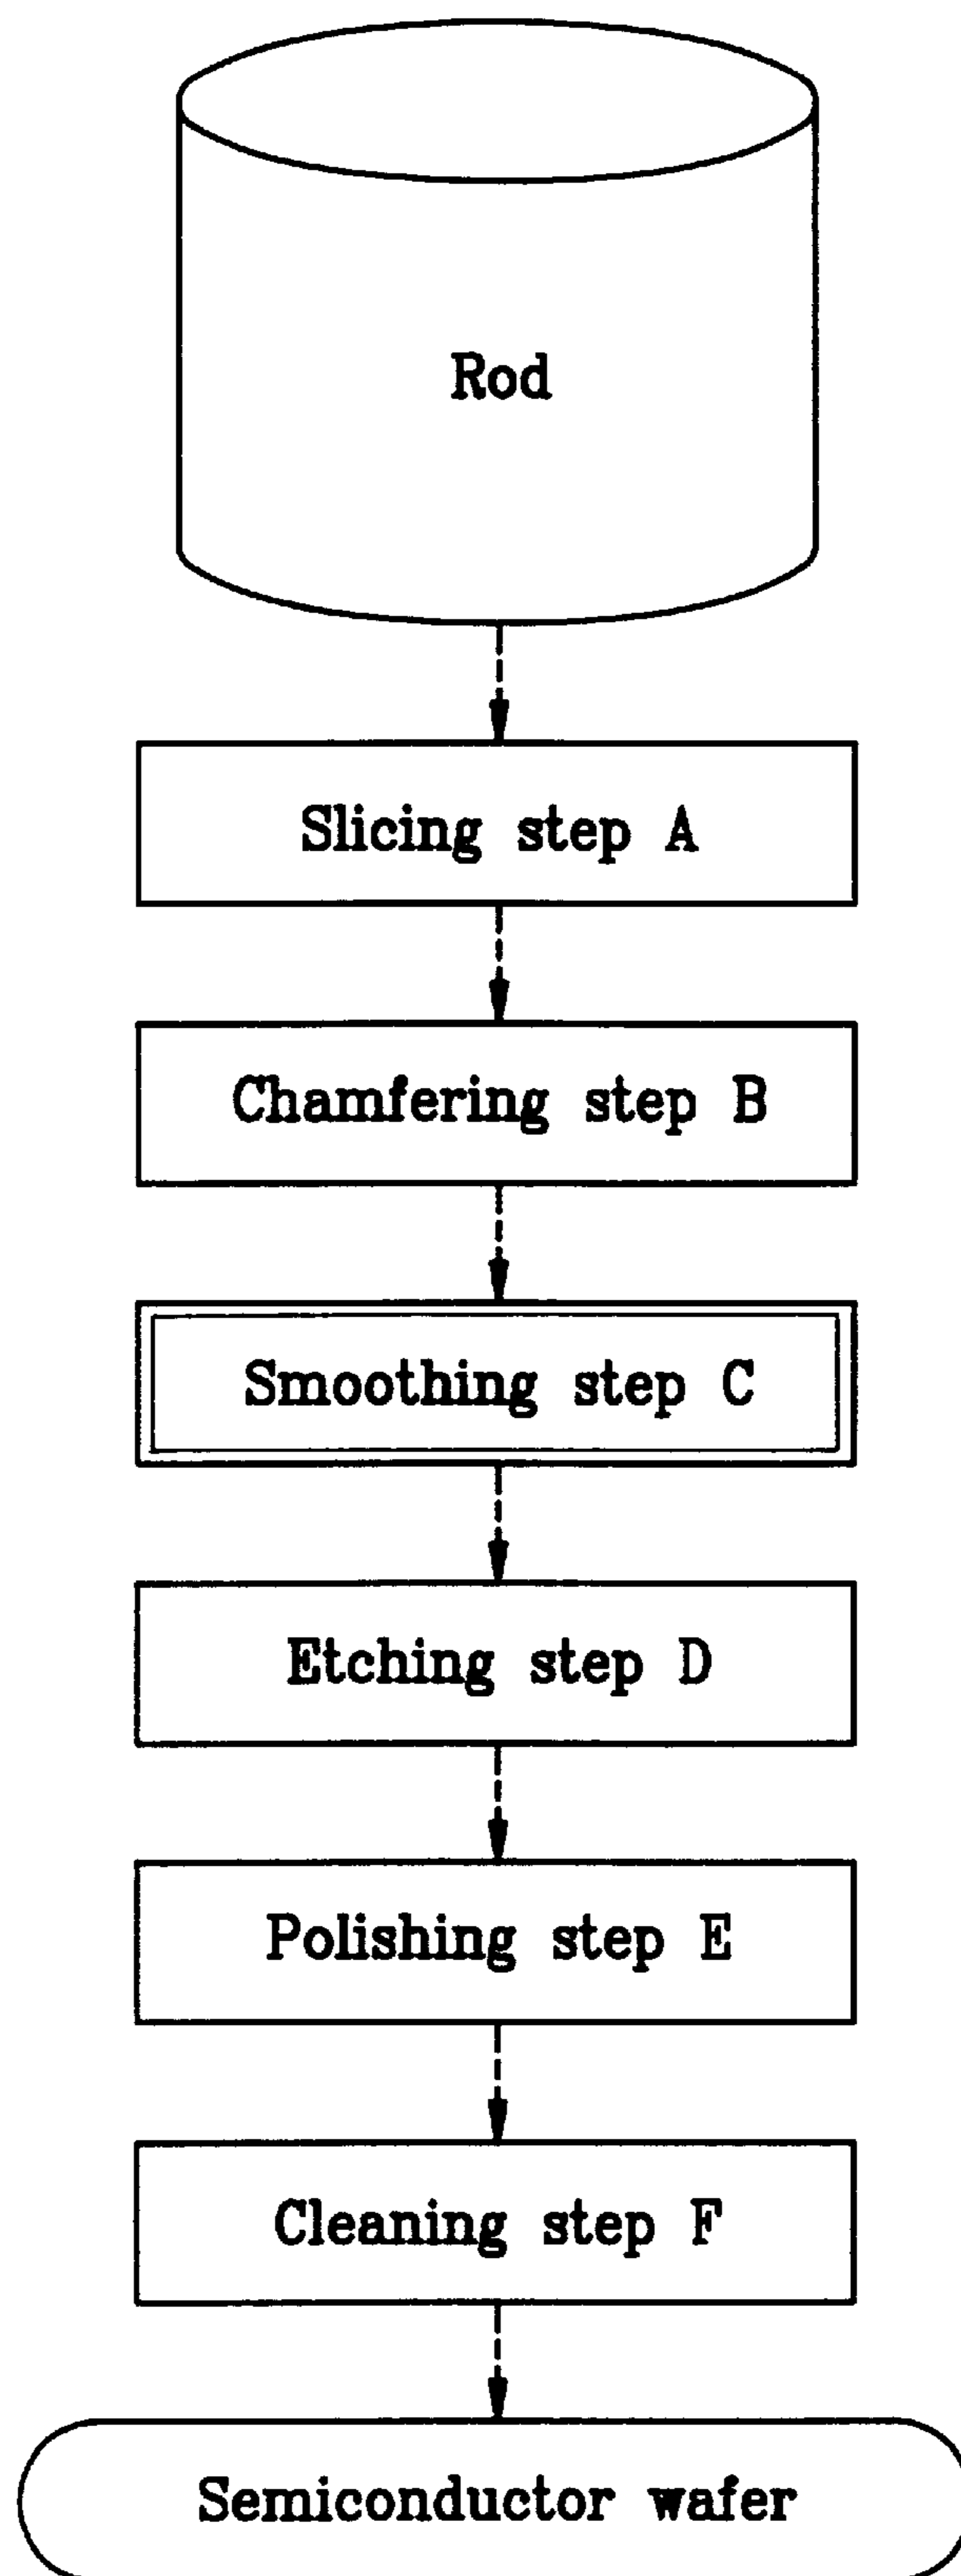 Rod
Slicing step A
Chamfering step B
Smoothing step C
Etching step D
Polishing step E
Cleaning step F
Semiconductor wafer